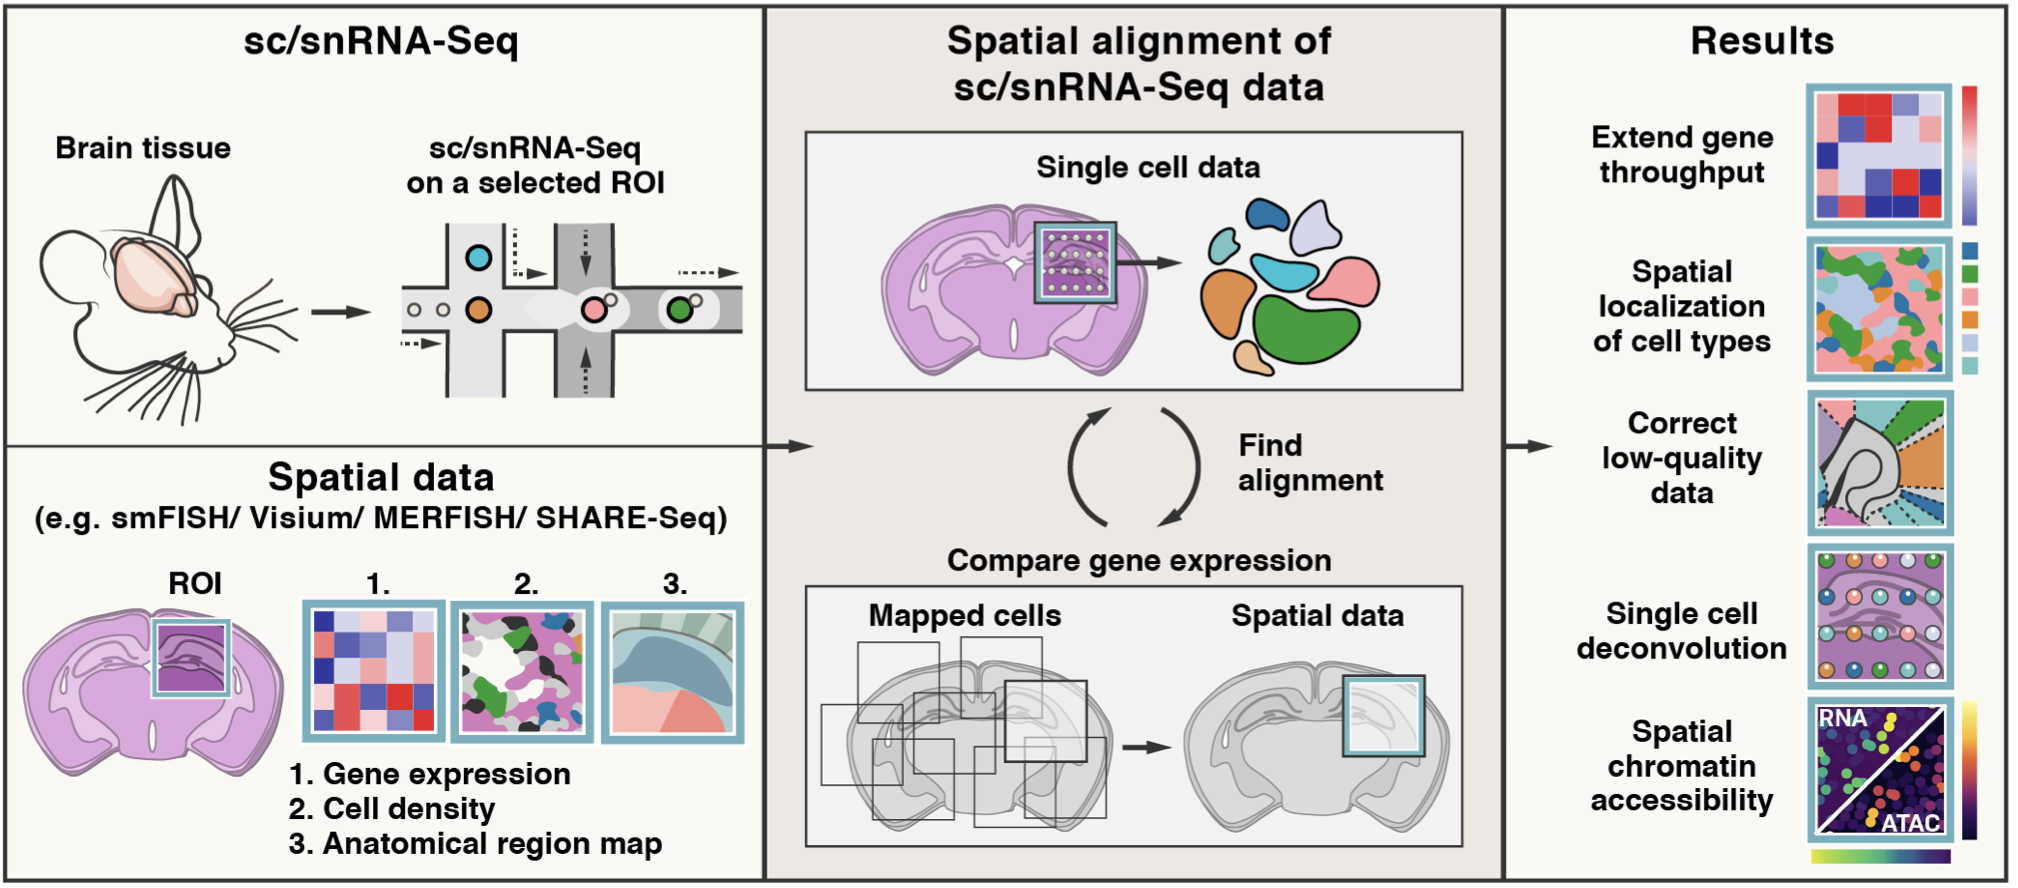 sc/snRNA-Seq
Brain tissue
sc/snRNA-Seq
on a selected ROI
Spatial data
(e.g. smFISH/ Visium/ MERFISH/ SHARE-Seq)
ROI
1.
2.
3.
1. Gene expression
2. Cell density
3. Anatomical region map
Spatial alignment of
sc/snRNA-Seq data
Single cell data
Find
alignment
Compare gene expression
Mapped cells
Spatial data
Results
Extend gene
throughput
Spatial
localization
of cell types
Correct
low-quality
data
Single cell
deconvolution
Spatial
chromatin
accessibility
RNA
ATAC